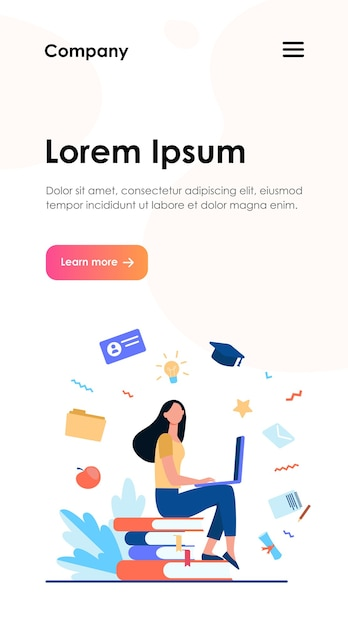 Company
Lorem Ipsum
Dolor sit amet, consectetur adipiscing elit, eiusmod
tempor incididunt ut labore et dolor magna enim.
Learn more →